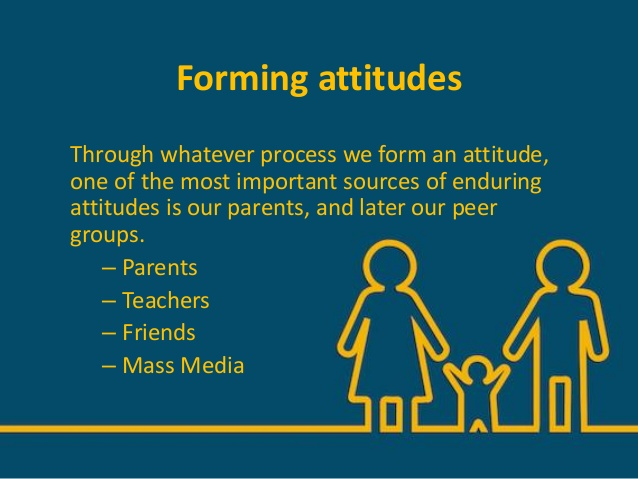 Forming attitudes
Through whatever process we form an attitude,
one of the most important sources of enduring
attitudes is our parents, and later our peer
groups.
– Parents
– Teachers
– Friends
– Mass Media